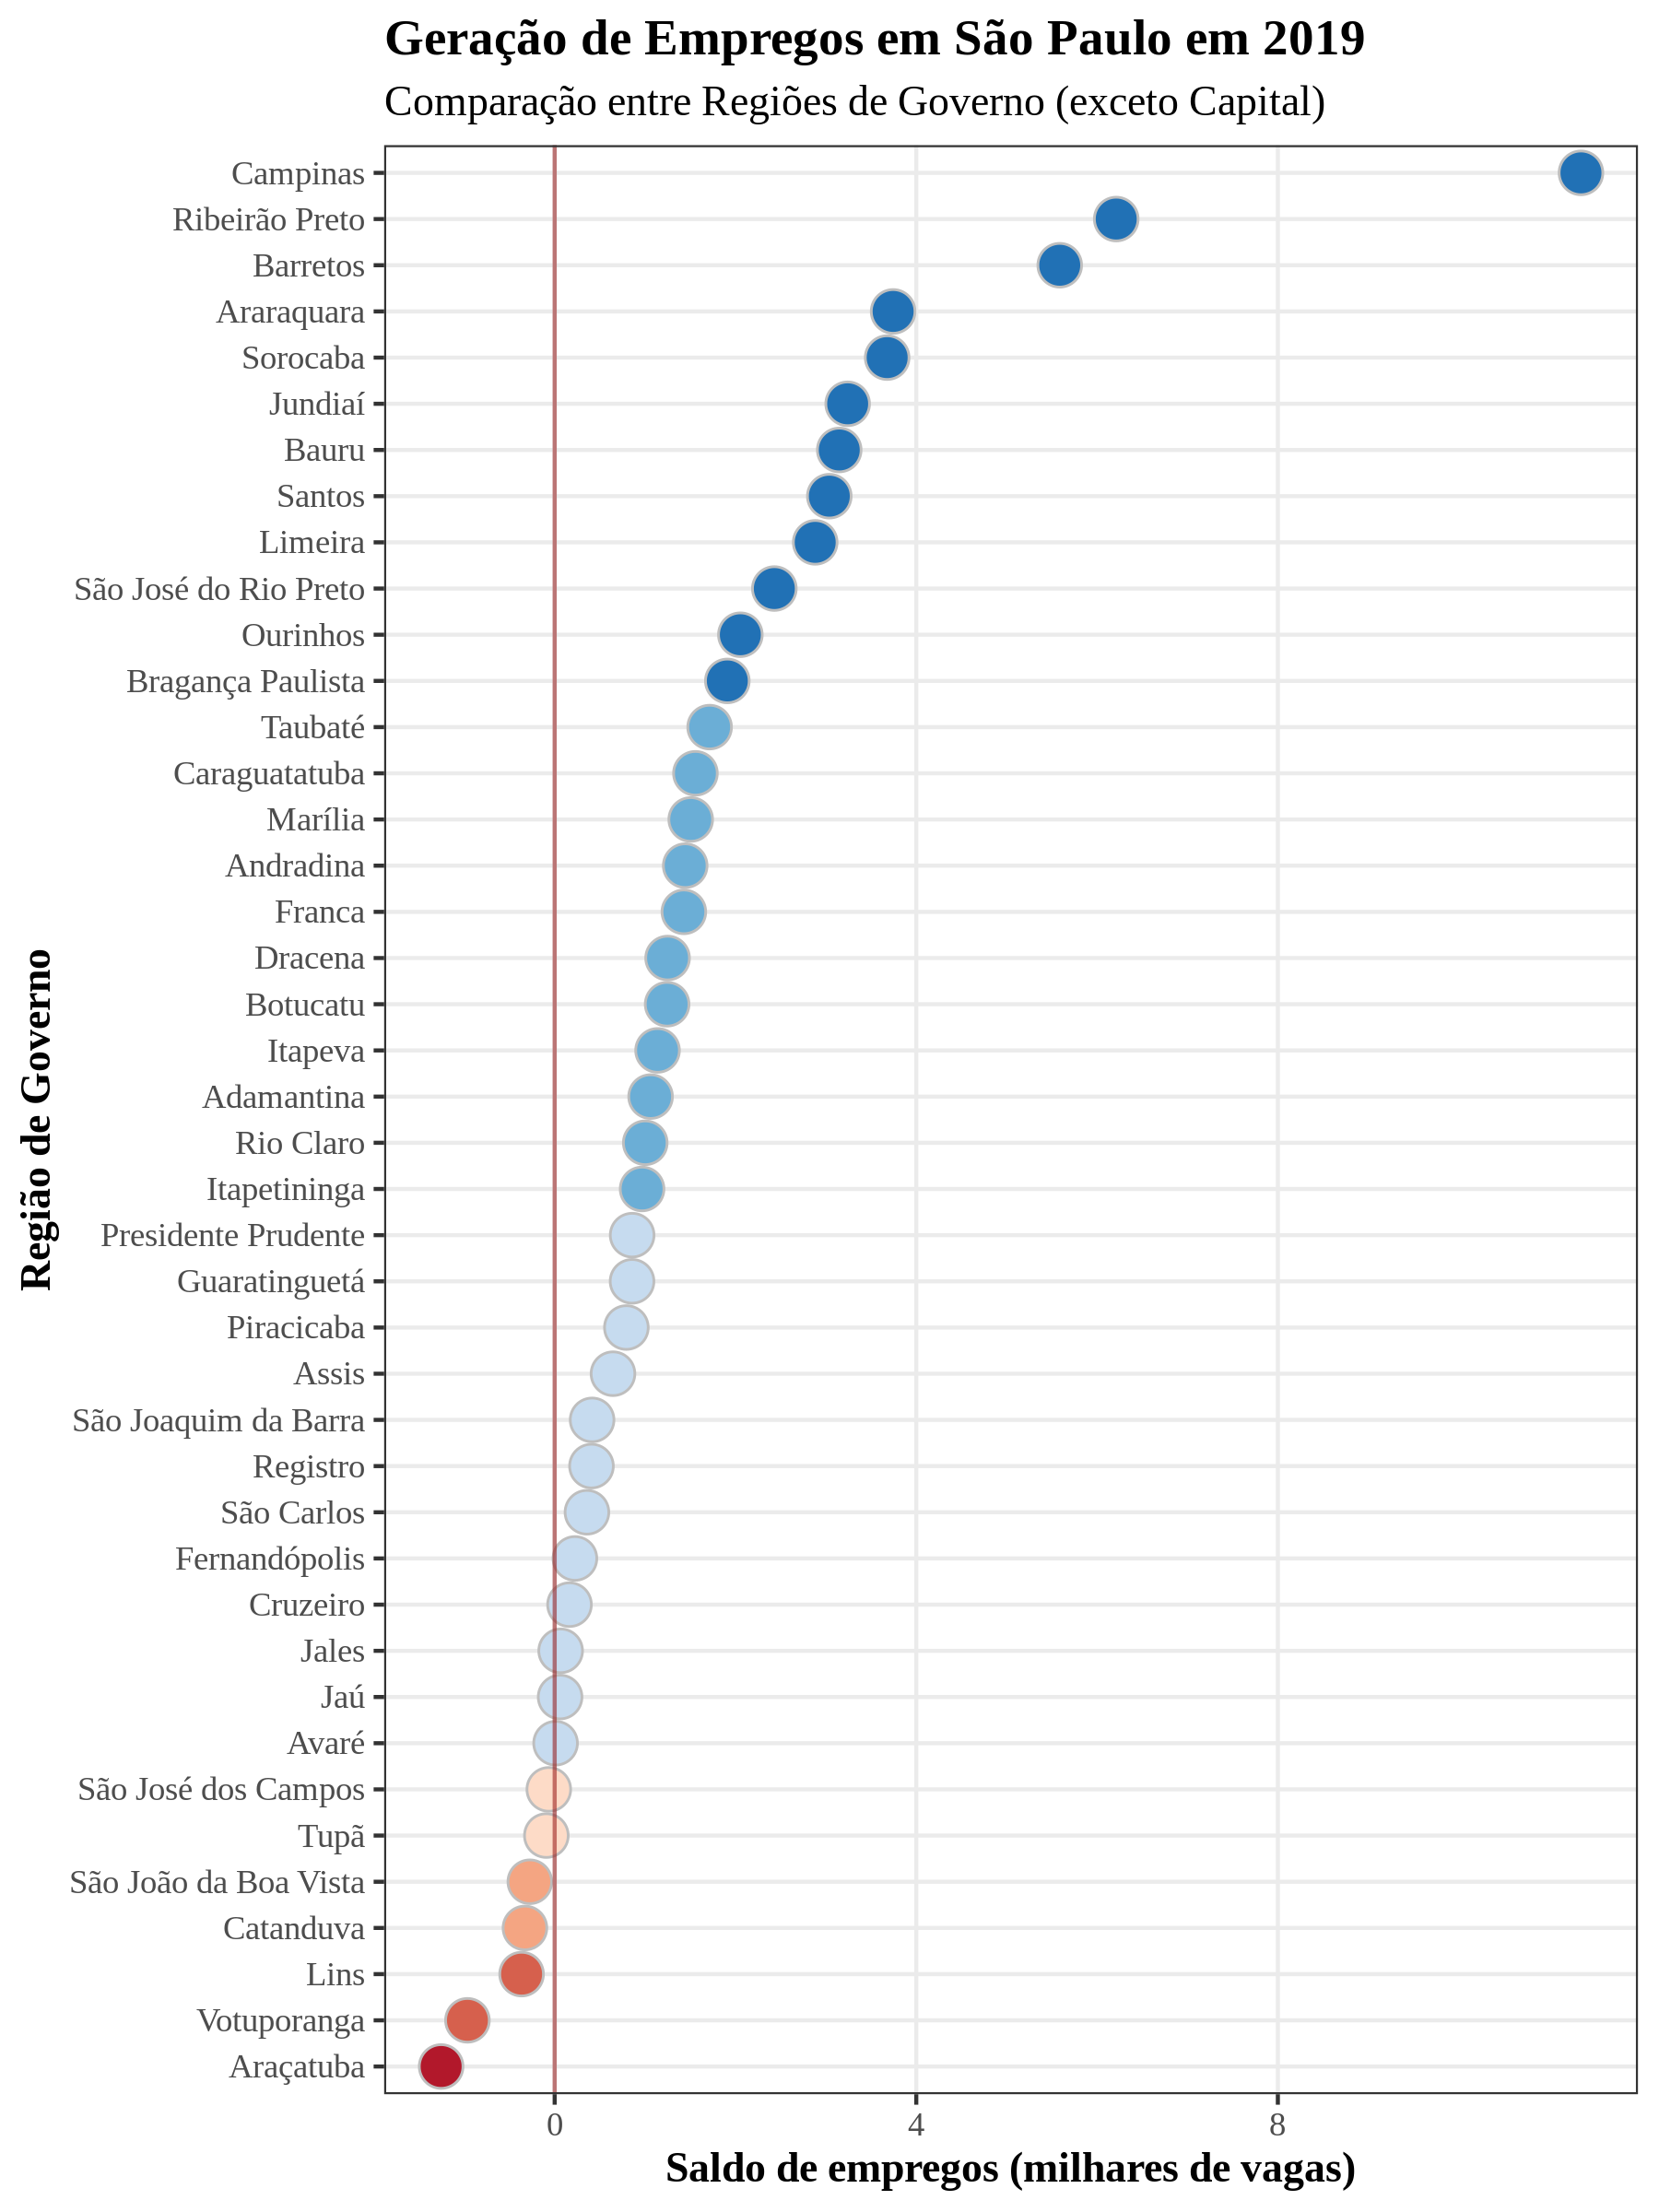 Geração de Empregos em São Paulo em 2019
Comparação entre Regiões de Governo (exceto Capital)
Região de Governo
Campinas
Ribeirão Preto
Barretos
Araraquara
Sorocaba
Jundiaí
Bauru
Santos
Limeira
São José do Rio Preto
Ourinhos
Bragança Paulista
Taubaté
Caraguatatuba
Marília
Andradina
Franca
Dracena
Botucatu
Itapeva
Adamantina
Rio Claro
Itapetininga
Presidente Prudente
Guaratinguetá
Piracicaba
Assis
São Joaquim da Barra
Registro
São Carlos
Fernandópolis
Cruzeiro
Jales
Jaú
Avaré
São José dos Campos
Tupã
São João da Boa Vista
Catanduva
Lins
Votuporanga
Araçatuba
0 4 8
Saldo de empregos (milhares de vagas)